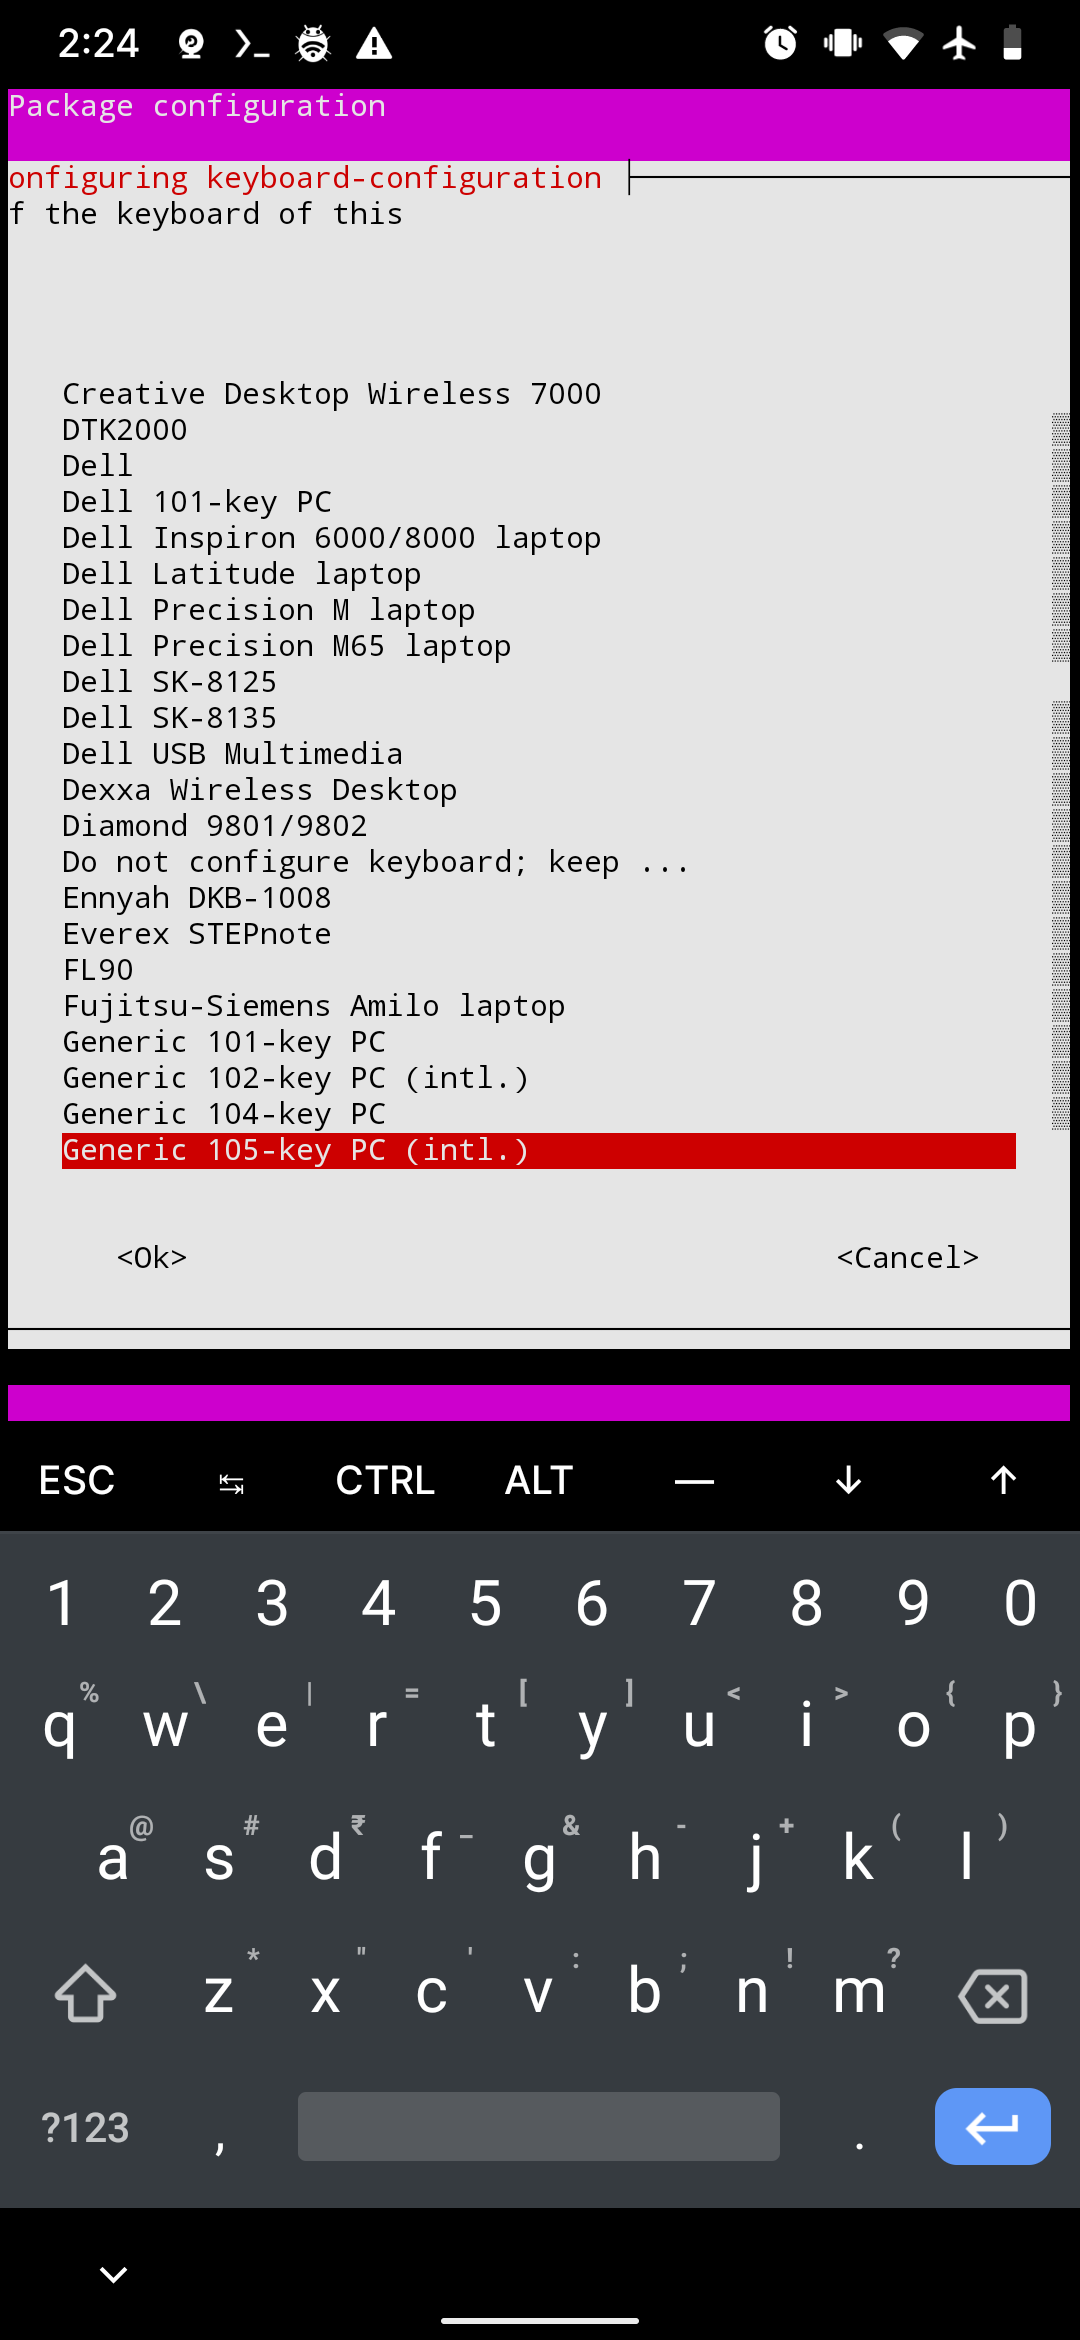 2:24
Package configuration
onfiguring keyboard-configuration
f the keyboard of this
Creative Desktop Wireless 7000
DTK2000
Dell
Dell 101-key PC
Dell Inspiron 6000/8000 laptop
Dell Latitude laptop
Dell Precision M laptop
Dell Precision M65 laptop
Dell SK-8125
Dell SK-8135
Dell USB Multimedia
Dexxa Wireless Desktop
Diamond 9801/9802
Do not configure keyboard; keep ...
Ennyah DKB-1008
Everex STEPnote
FL90
Fujitsu-Siemens Amilo laptop
Generic 101-key PC
Generic 102-key PC (intl.)
Generic 104-key PC
Generic 105-key PC (intl.)
<Ok> <Cancel>
ESC ↹ CTRL ALT — ↓ ↑
1 2 3 4 5 6 7 8 9 0
% \ | = [ ] < > { }
q w e r t y u i o p
@ # ₹ _ & - + ( )
a s d f g h j k l
* " ' : ; ! ?
z x c v b n m
?123 , .